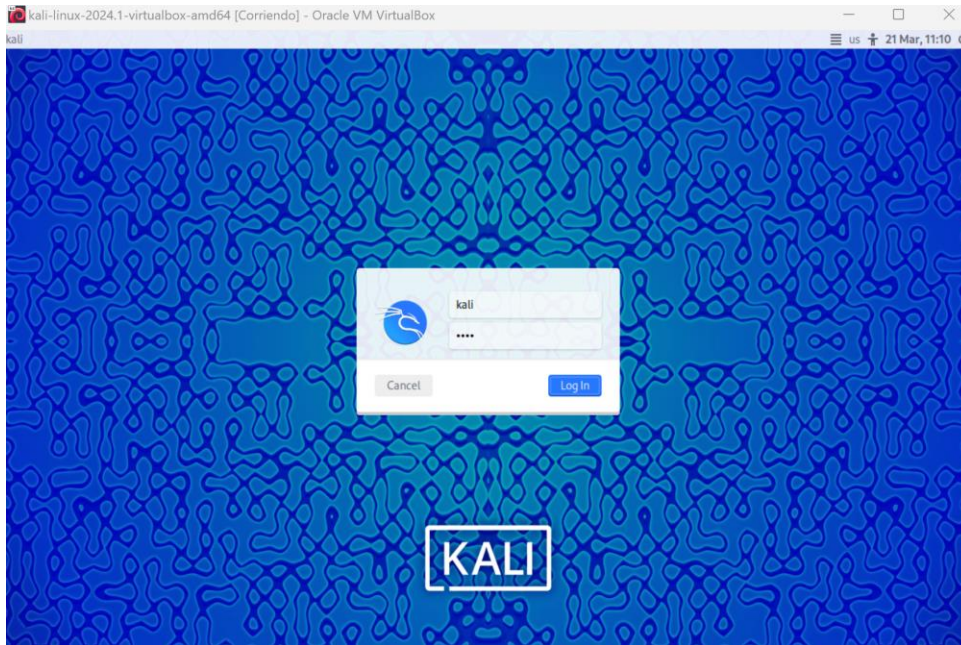 kali-linux-2024.1-virtualbox-amd64 [Corriendo] - Oracle VM VirtualBox
kali us 21 Mar, 11:10
kali
••••
Cancel Log In
KALI